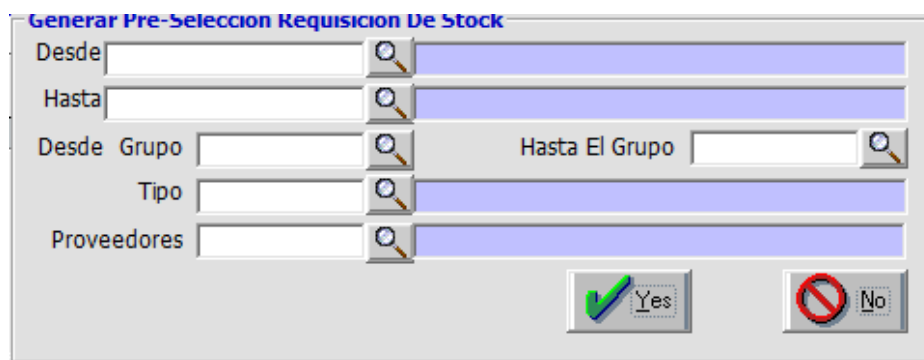 Generar Pre-Seleccion Requisicion De Stock
Desde
Hasta
Desde Grupo Hasta El Grupo
Tipo
Proveedores
Yes No